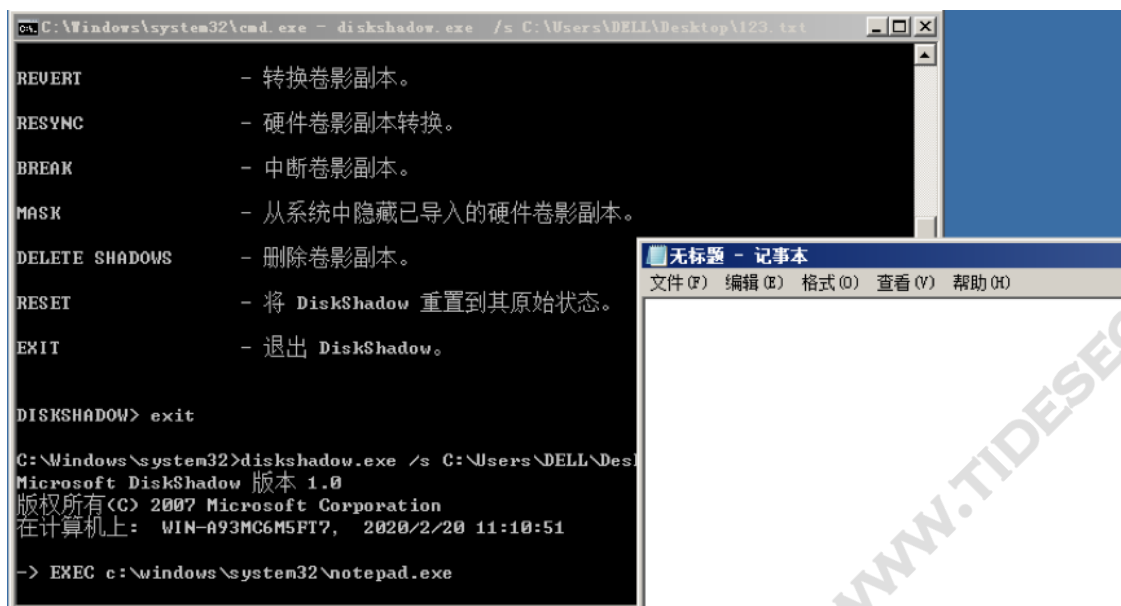 C:\Windows\system32\cmd.exe - diskshadow.exe /s C:\Users\DELL\Desktop\123.txt
REVERT - 转换卷影副本。
RESYNC - 硬件卷影副本转换。
BREAK - 中断卷影副本。
MASK - 从系统中隐藏已导入的硬件卷影副本。
DELETE SHADOWS - 删除卷影副本。
RESET - 将 DiskShadow 重置到其原始状态。
EXIT - 退出 DiskShadow。
DISKSHADOW> exit
C:\Windows\system32>diskshadow.exe /s C:\Users\DELL\Des
Microsoft DiskShadow 版本 1.0
版权所有(C) 2007 Microsoft Corporation
在计算机上: WIN-A93MC6M5FT7, 2020/2/20 11:10:51
-> EXEC c:\windows\system32\notepad.exe
无标题 - 记事本
文件(F) 编辑(E) 格式(O) 查看(V) 帮助(H)
WWW.TIDESEC